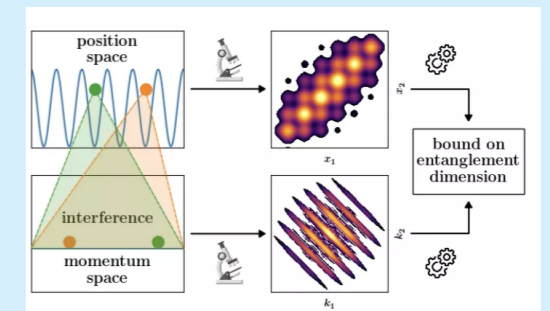 position
space
x₂
x₁
bound on
entanglement
dimension
interference
momentum
space
k₂
k₁